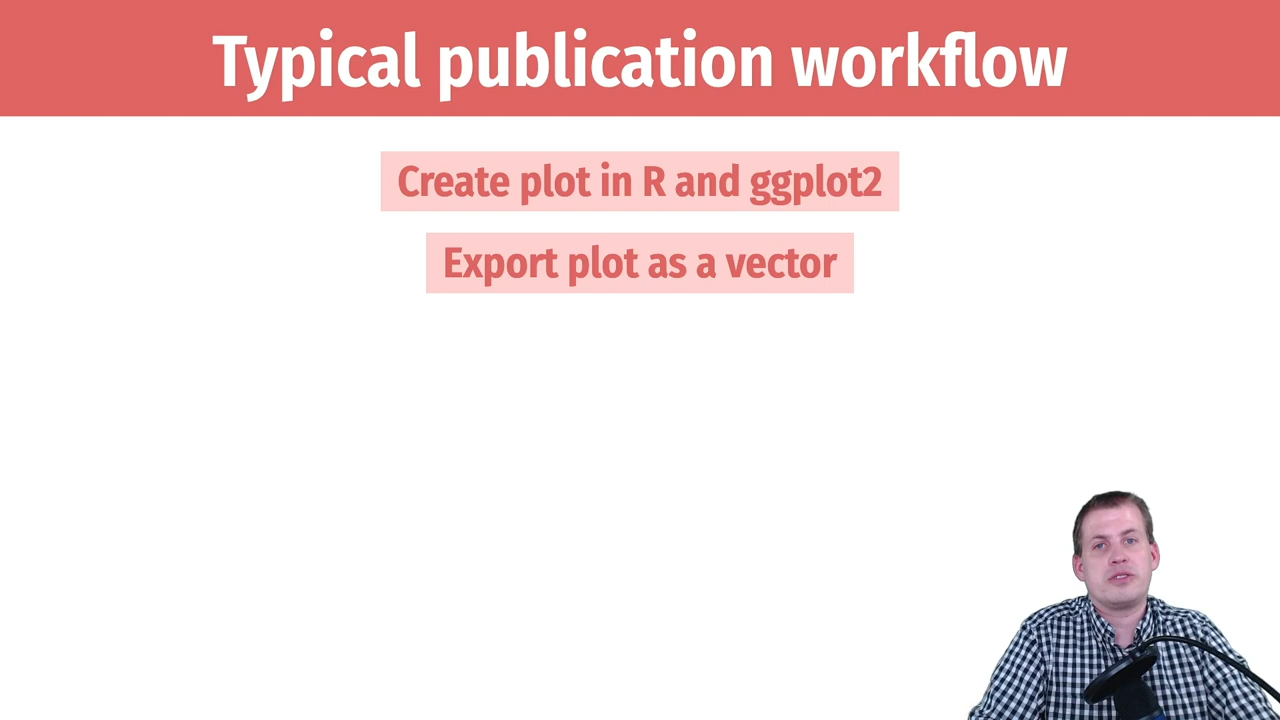 Typical publication workflow
Create plot in R and ggplot2
Export plot as a vector